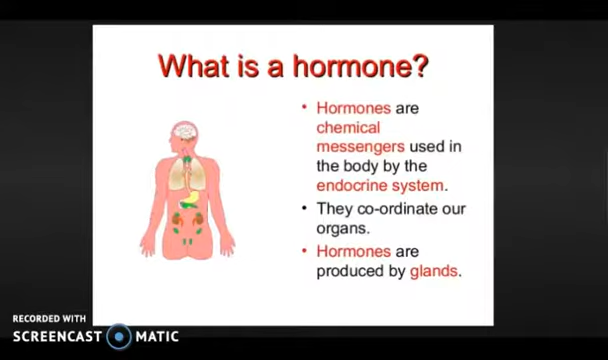 What is a hormone?
• Hormones are
chemical
messengers used in
the body by the
endocrine system.
• They co-ordinate our
organs.
• Hormones are
produced by glands.
RECORDED WITH
SCREENCAST MATIC